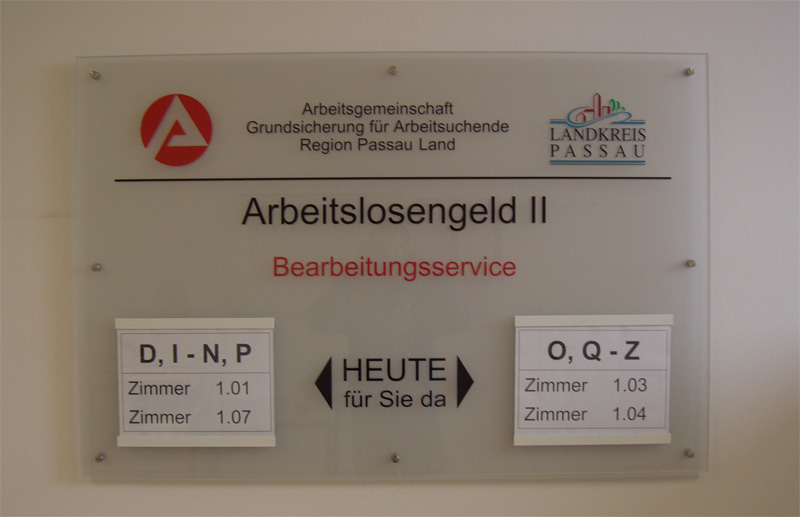 Arbeitsgemeinschaft
Grundsicherung für Arbeitsuchende
Region Passau Land
LANDKREIS
PASSAU
Arbeitslosengeld II
Bearbeitungsservice
D, I - N, P
Zimmer 1.01
Zimmer 1.07
HEUTE
für Sie da
O, Q - Z
Zimmer 1.03
Zimmer 1.04